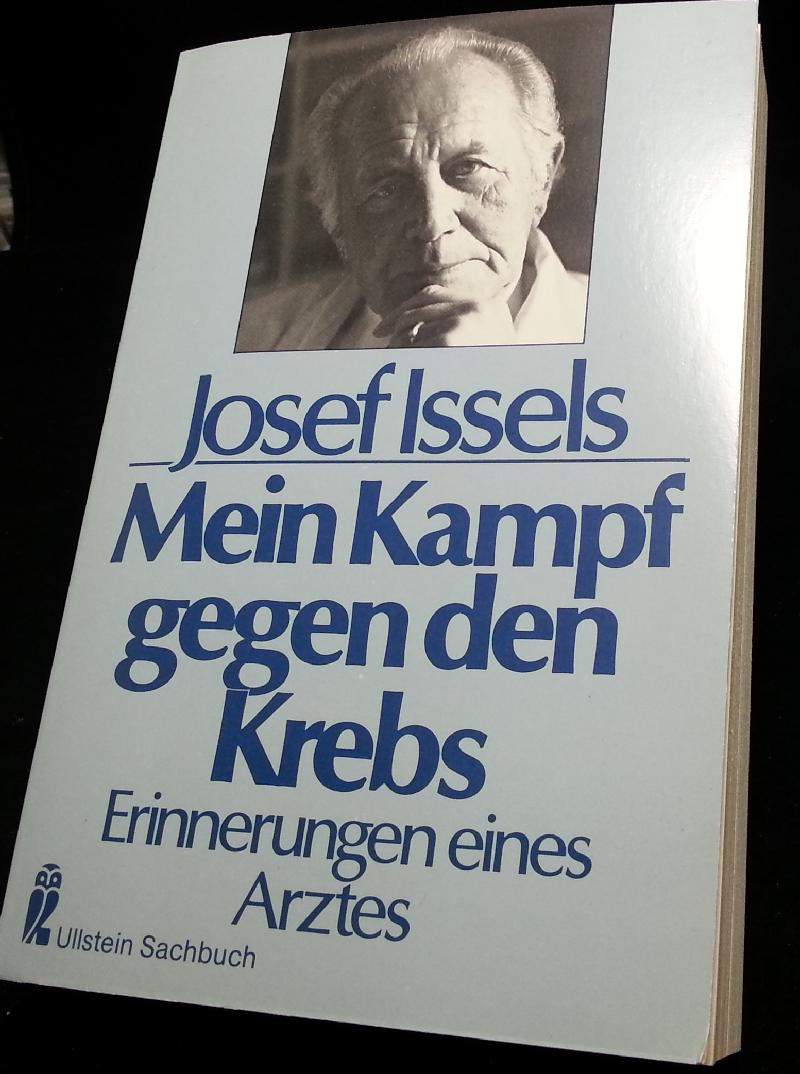 Josef Issels
Mein Kampf
gegen den
Krebs
Erinnerungen eines
Arztes
Ullstein Sachbuch